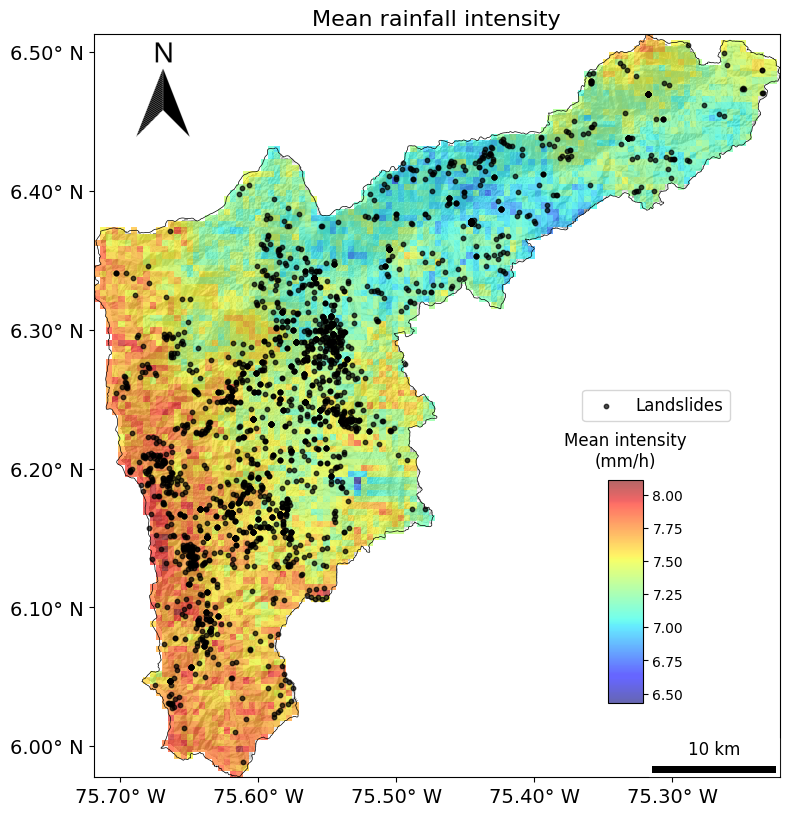 Mean rainfall intensity
N
6.50° N
6.40° N
6.30° N
6.20° N
6.10° N
6.00° N
Landslides
Mean intensity
(mm/h)
8.00
7.75
7.50
7.25
7.00
6.75
6.50
10 km
75.70° W 75.60° W 75.50° W 75.40° W 75.30° W